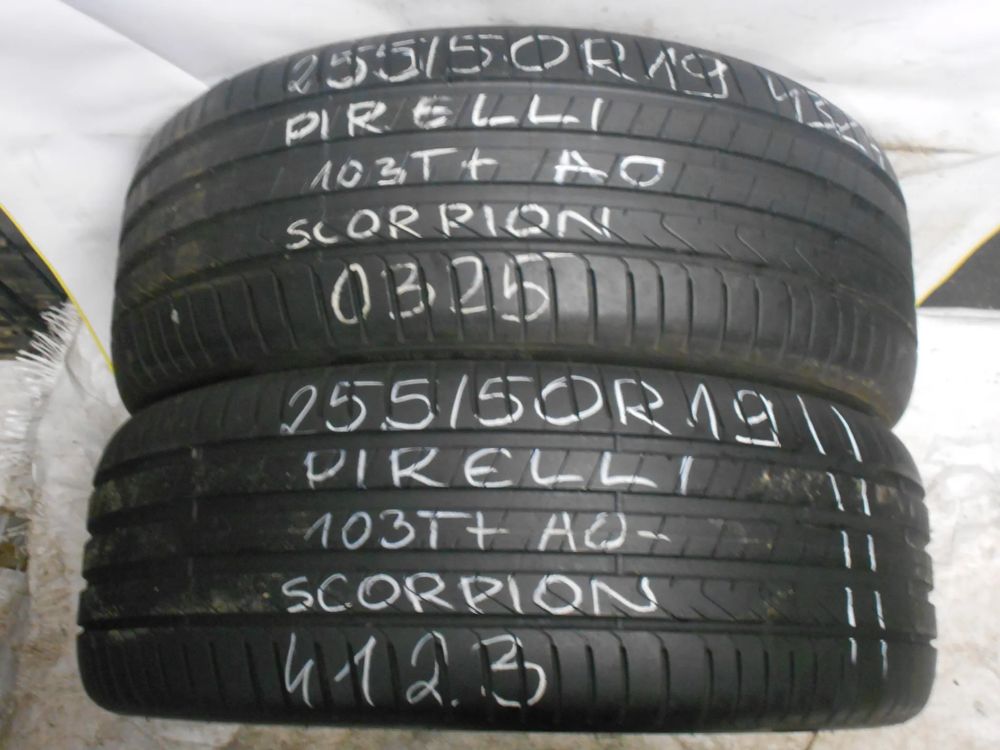 255/50R19
PIRELLI
103T+ AO
SCORPION
0325
255/50R19
PIRELLI
103T+ AO-
SCORPION
4123